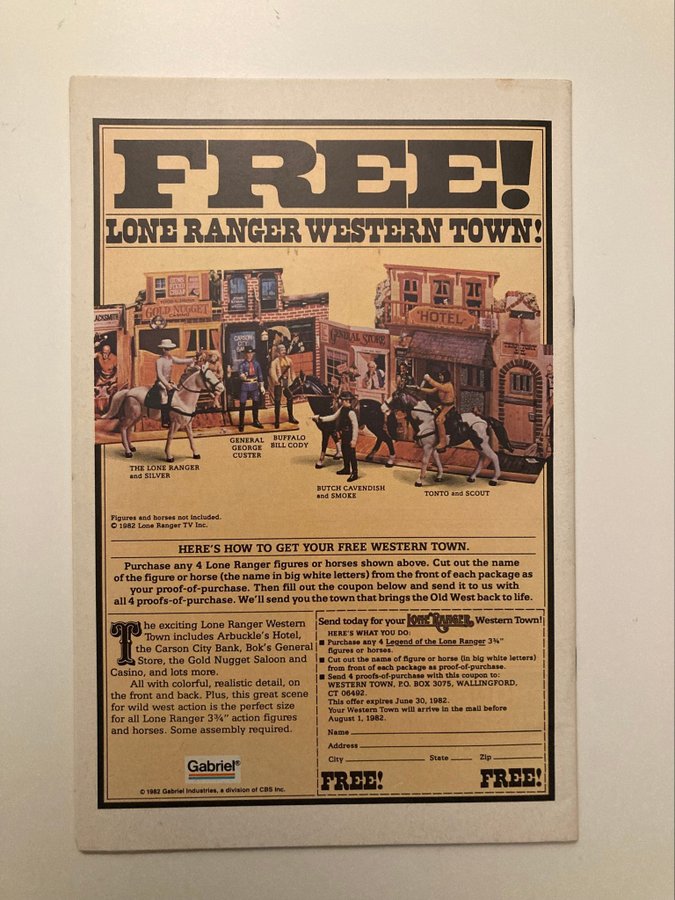 FREE!
LONE RANGER WESTERN TOWN!
GOLD NUGGET
CARSON
CITY
GENERAL STORE
HOTEL
THE LONE RANGER
and SILVER
GENERAL
GEORGE
CUSTER
BUFFALO
BILL CODY
BUTCH CAVENDISH
and SMOKE
TONTO and SCOUT
Figures and horses not included.
© 1982 Lone Ranger TV Inc.
HERE'S HOW TO GET YOUR FREE WESTERN TOWN.
Purchase any 4 Lone Ranger figures or horses shown above. Cut out the name
of the figure or horse (the name in big white letters) from the front of each package as
your proof-of-purchase. Then fill out the coupon below and send it to us with
all 4 proofs-of-purchase. We'll send you the town that brings the Old West back to life.
The exciting Lone Ranger Western
Town includes Arbuckle's Hotel,
the Carson City Bank, Bok's General
Store, the Gold Nugget Saloon and
Casino, and lots more.
All with colorful, realistic detail, on
the front and back. Plus, this great scene
for wild west action is the perfect size
for all Lone Ranger 3¾" action figures
and horses. Some assembly required.
Gabriel®
© 1982 Gabriel Industries, a division of CBS Inc.
Send today for your LONE RANGER Western Town!
HERE'S WHAT YOU DO:
■ Purchase any 4 Legend of the Lone Ranger 3¾"
figures or horses.
■ Cut out the name of figure or horse (in big white letters)
from front of each package as proof-of-purchase.
■ Send 4 proofs-of-purchase with this coupon to:
WESTERN TOWN, P.O. BOX 3075, WALLINGFORD,
CT 06492.
This offer expires June 30, 1982.
Your Western Town will arrive in the mail before
August 1, 1982.
Name
Address
City State Zip
FREE! FREE!